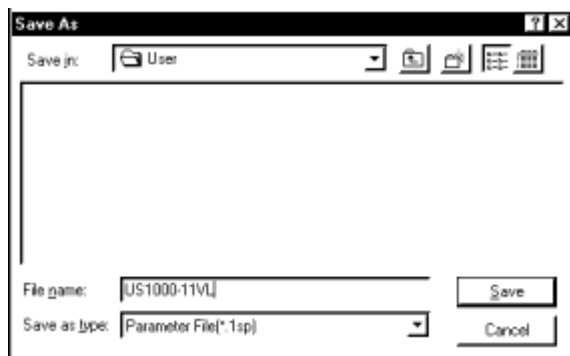 Save As
Save in: User
File name: US1000-11VL
Save
Save as type: Parameter File(*.1sp)
Cancel